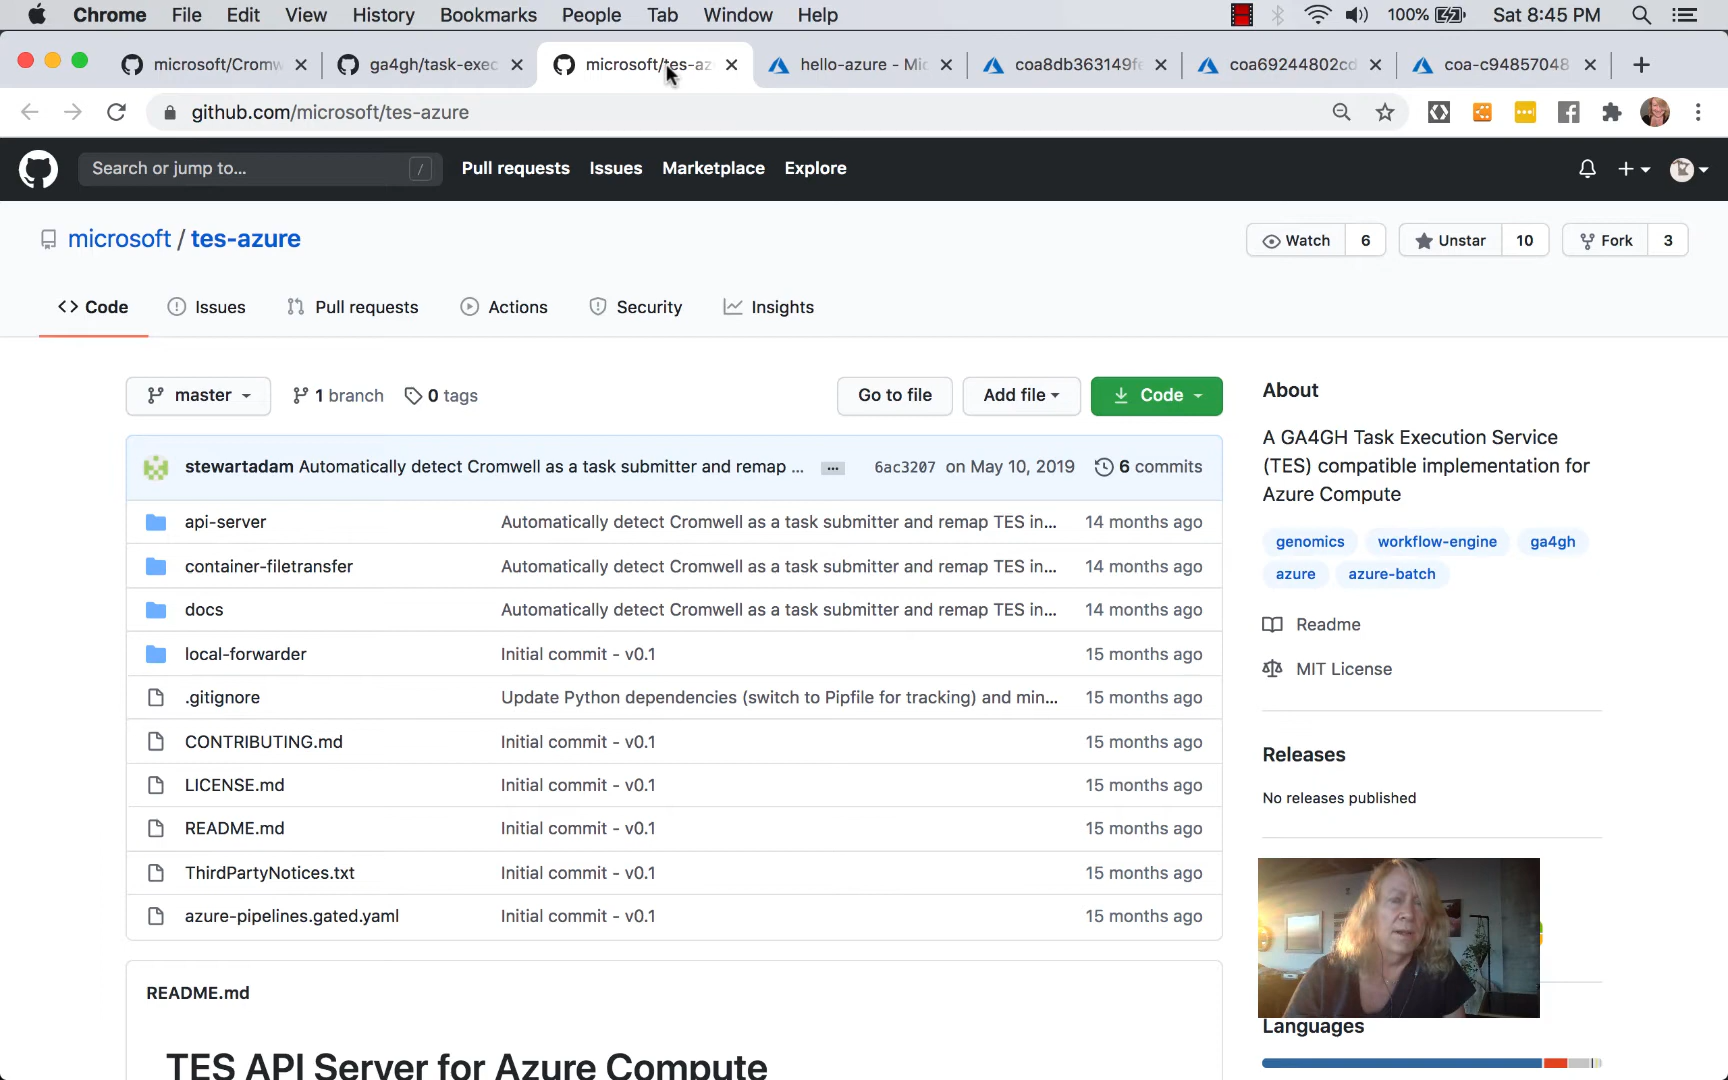 Chrome File Edit View History Bookmarks People Tab Window Help 100% Sat 8:45 PM
microsoft/Cromw ga4gh/task-exec microsoft/tes-az hello-azure - Mic coa8db363149fe coa69244802cd coa-c94857048
github.com/microsoft/tes-azure
Search or jump to... / Pull requests Issues Marketplace Explore
microsoft / tes-azure Watch 6 Unstar 10 Fork 3
Code Issues Pull requests Actions Security Insights
master 1 branch 0 tags Go to file Add file Code
stewartadam Automatically detect Cromwell as a task submitter and remap ... ... 6ac3207 on May 10, 2019 6 commits
api-server Automatically detect Cromwell as a task submitter and remap TES in... 14 months ago
container-filetransfer Automatically detect Cromwell as a task submitter and remap TES in... 14 months ago
docs Automatically detect Cromwell as a task submitter and remap TES in... 14 months ago
local-forwarder Initial commit - v0.1 15 months ago
.gitignore Update Python dependencies (switch to Pipfile for tracking) and min... 15 months ago
CONTRIBUTING.md Initial commit - v0.1 15 months ago
LICENSE.md Initial commit - v0.1 15 months ago
README.md Initial commit - v0.1 15 months ago
ThirdPartyNotices.txt Initial commit - v0.1 15 months ago
azure-pipelines.gated.yaml Initial commit - v0.1 15 months ago
README.md
TES API Server for Azure Compute
About
A GA4GH Task Execution Service
(TES) compatible implementation for
Azure Compute
genomics workflow-engine ga4gh
azure azure-batch
Readme
MIT License
Releases
No releases published
Languages